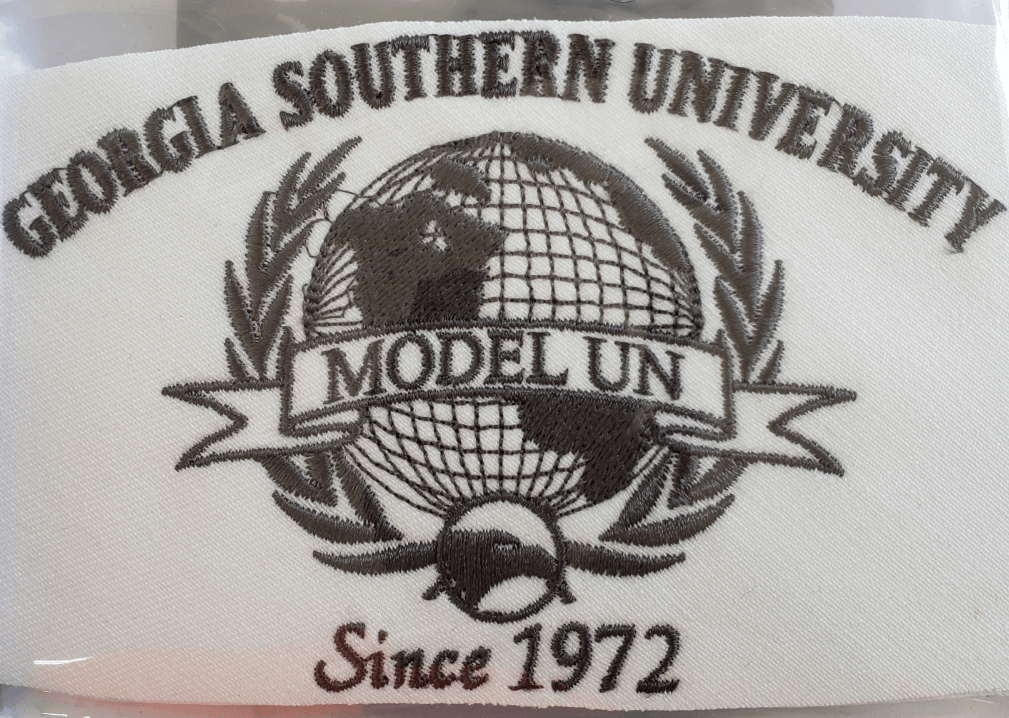 GEORGIA SOUTHERN UNIVERSITY
MODEL UN
Since 1972